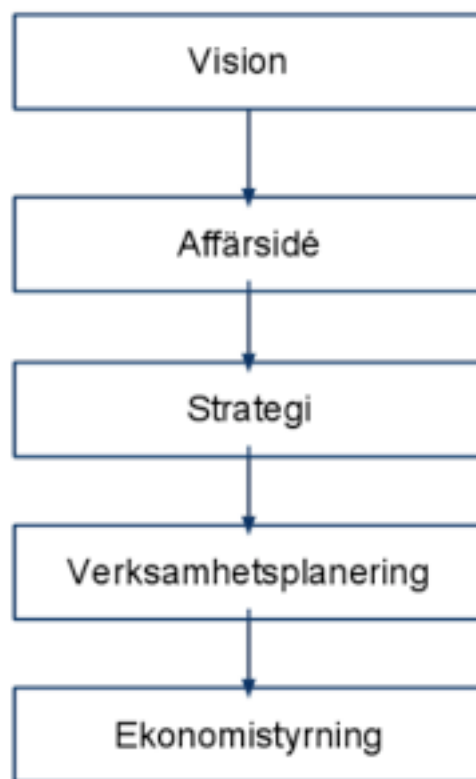 Vision
Affärsidé
Strategi
Verksamhetsplanering
Ekonomistyrning